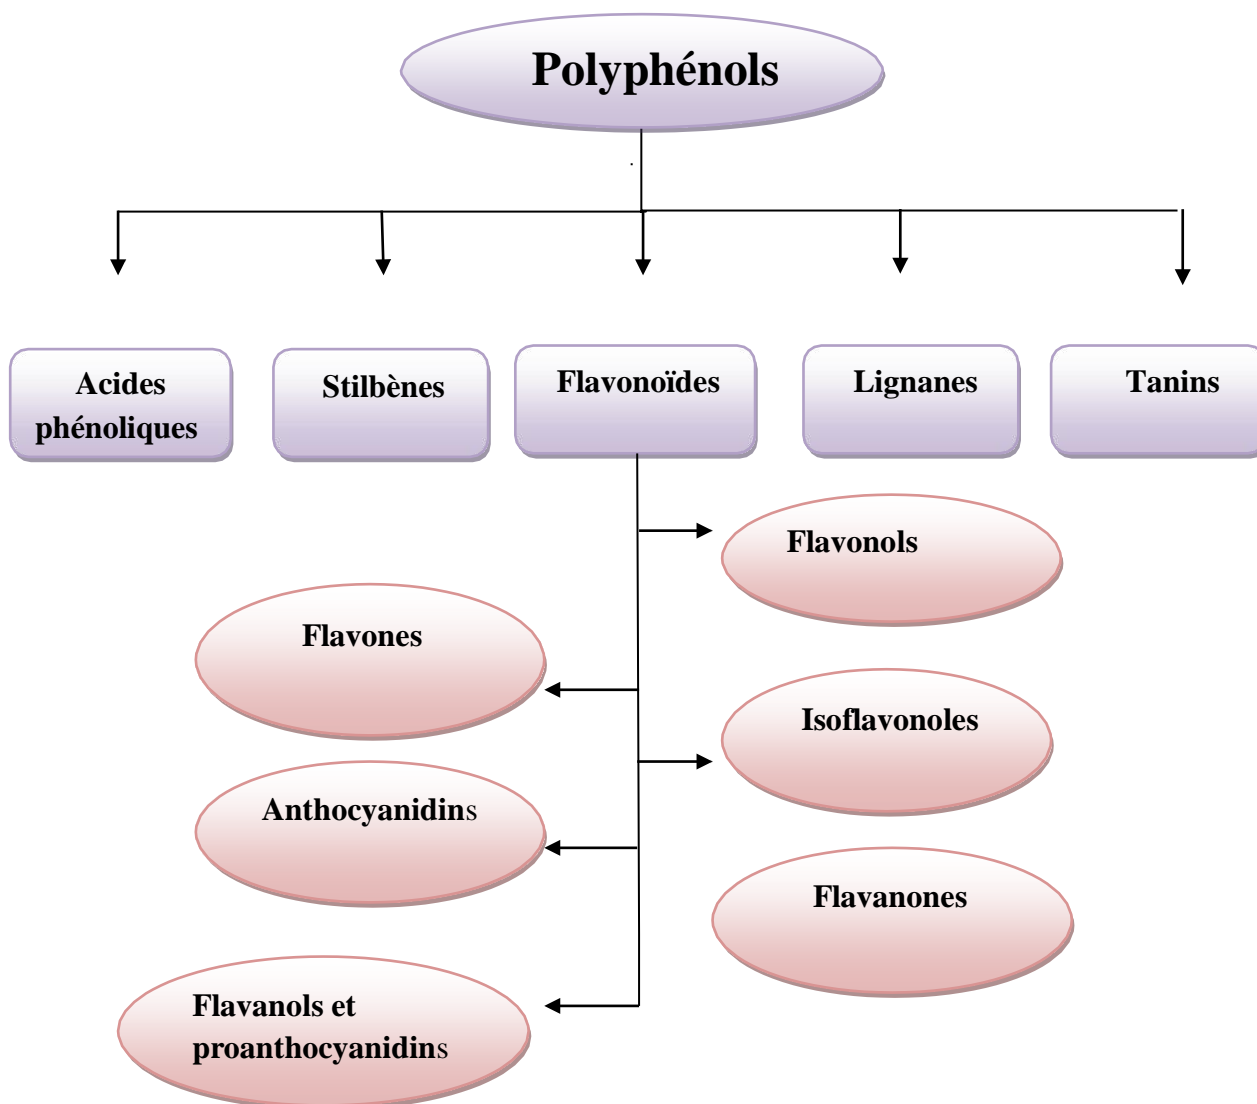 Polyphénols
Acides
phénoliques
Stilbènes
Flavonoïdes
Lignanes
Tanins
Flavonols
Flavones
Isoflavonoles
Anthocyanidins
Flavanones
Flavanols et
proanthocyanidins